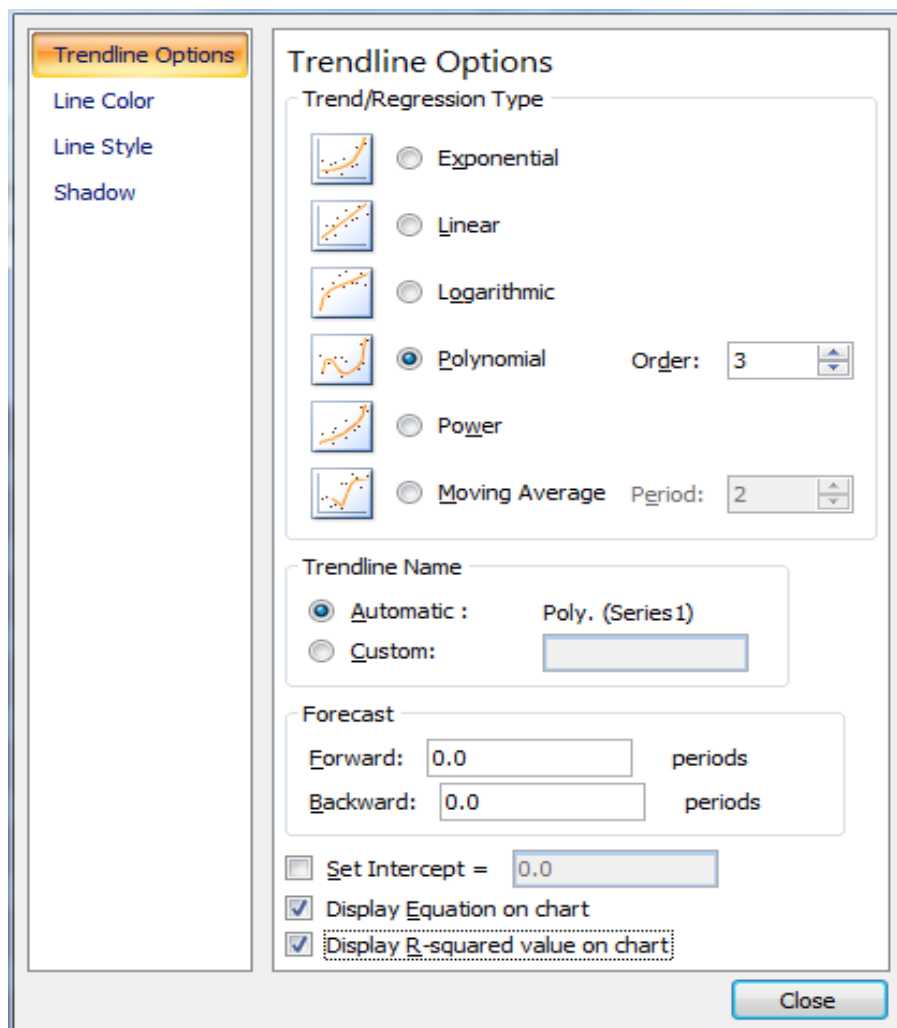 Trendline Options
Line Color
Line Style
Shadow
Trendline Options
Trend/Regression Type
Exponential
Linear
Logarithmic
Polynomial Order: 3
Power
Moving Average Period: 2
Trendline Name
Automatic : Poly. (Series1)
Custom:
Forecast
Forward: 0.0 periods
Backward: 0.0 periods
Set Intercept = 0.0
Display Equation on chart
Display R-squared value on chart
Close